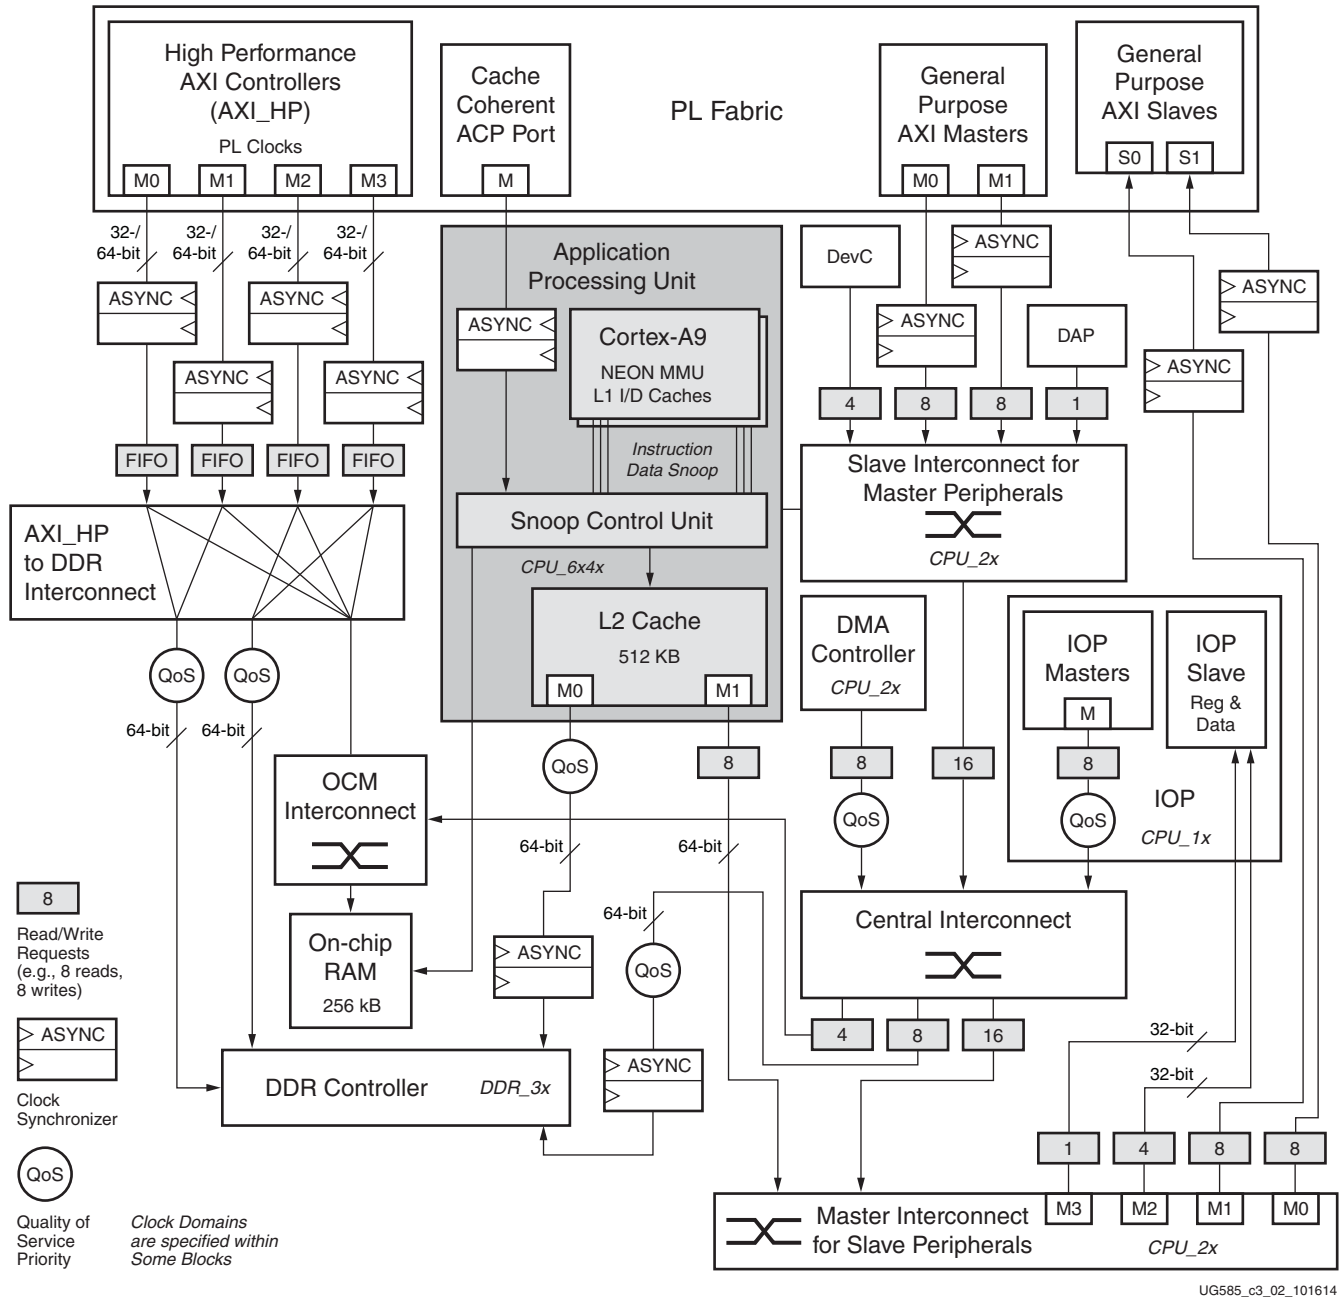 High Performance
AXI Controllers
(AXI_HP)
PL Clocks
M0
M1
M2
M3
Cache
Coherent
ACP Port
M
PL Fabric
General
Purpose
AXI Masters
M0
M1
General
Purpose
AXI Slaves
S0
S1
32-/
64-bit
32-/
64-bit
32-/
64-bit
32-/
64-bit
ASYNC
ASYNC
ASYNC
ASYNC
FIFO
FIFO
FIFO
FIFO
AXI_HP
to DDR
Interconnect
QoS
QoS
64-bit
64-bit
Application
Processing Unit
ASYNC
Cortex-A9
NEON MMU
L1 I/D Caches
Instruction
Data Snoop
Snoop Control Unit
CPU_6x4x
L2 Cache
512 KB
M0
M1
DevC
ASYNC
ASYNC
DAP
ASYNC
ASYNC
4
8
8
1
Slave Interconnect for
Master Peripherals
CPU_2x
DMA
Controller
CPU_2x
IOP
Masters
M
IOP
Slave
Reg &
Data
8
QoS
IOP
CPU_1x
QoS
8
8
16
QoS
OCM
Interconnect
64-bit
64-bit
64-bit
On-chip
RAM
256 kB
ASYNC
QoS
ASYNC
Central Interconnect
4
8
16
DDR Controller
DDR_3x
32-bit
32-bit
1
4
8
8
M3
M2
M1
M0
Master Interconnect
for Slave Peripherals
CPU_2x
8
Read/Write
Requests
(e.g., 8 reads,
8 writes)
ASYNC
Clock
Synchronizer
QoS
Quality of
Service
Priority
Clock Domains
are specified within
Some Blocks
UG585_c3_02_101614